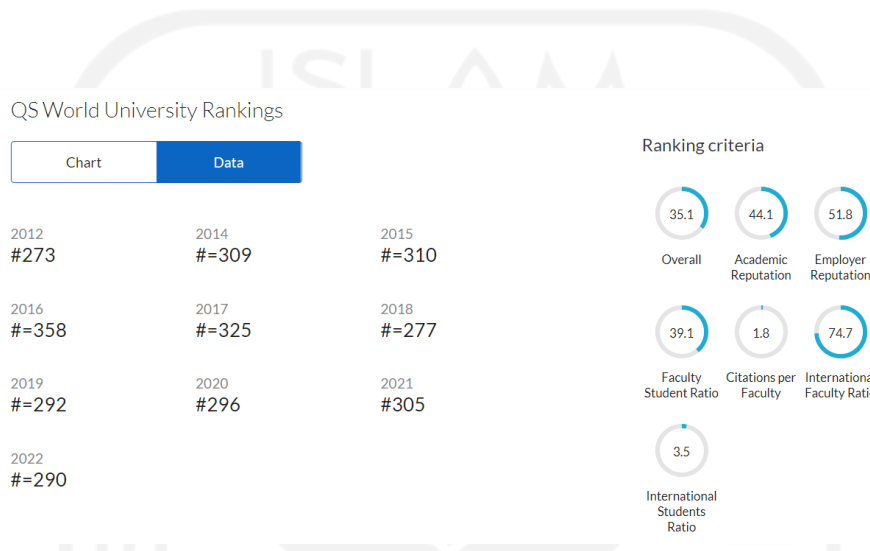 ISLAM
QS World University Rankings
Chart
Data
Ranking criteria
2012
#273
2014
#=309
2015
#=310
2016
#=358
2017
#=325
2018
#=277
2019
#=292
2020
#296
2021
#305
2022
#=290
35.1
Overall
44.1
Academic
Reputation
51.8
Employer
Reputation
39.1
Faculty
Student Ratio
1.8
Citations per
Faculty
74.7
Internationa
Faculty Rati
3.5
International
Students
Ratio